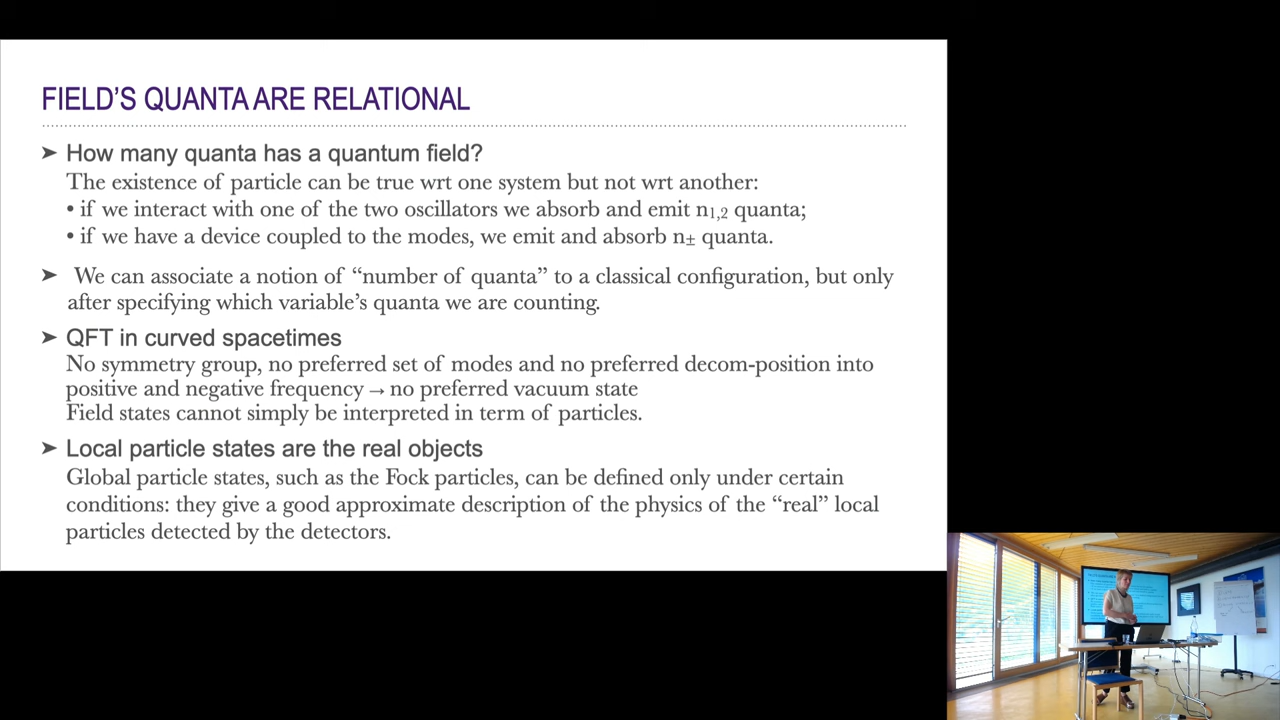 FIELD'S QUANTA ARE RELATIONAL
➤ How many quanta has a quantum field?
The existence of particle can be true wrt one system but not wrt another:
• if we interact with one of the two oscillators we absorb and emit n₁,₂ quanta;
• if we have a device coupled to the modes, we emit and absorb n± quanta.
➤ We can associate a notion of “number of quanta” to a classical configuration, but only
after specifying which variable's quanta we are counting.
➤ QFT in curved spacetimes
No symmetry group, no preferred set of modes and no preferred decom-position into
positive and negative frequency → no preferred vacuum state
Field states cannot simply be interpreted in term of particles.
➤ Local particle states are the real objects
Global particle states, such as the Fock particles, can be defined only under certain
conditions: they give a good approximate description of the physics of the “real” local
particles detected by the detectors.